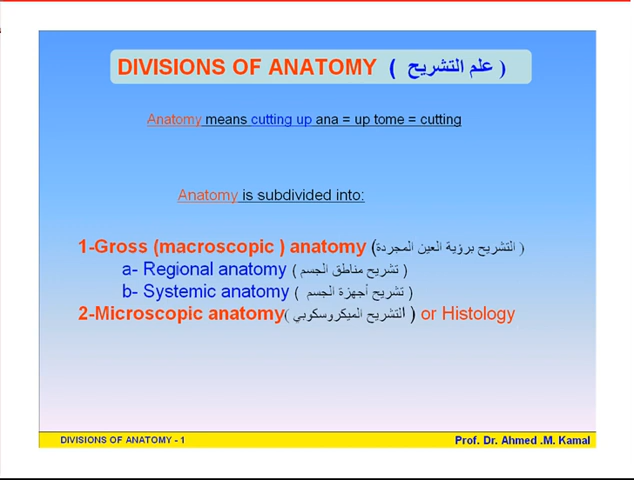 DIVISIONS OF ANATOMY ( علم التشريح )
Anatomy means cutting up ana = up tome = cutting
Anatomy is subdivided into:
1-Gross (macroscopic ) anatomy (التشريح برؤية العين المجردة )
a- Regional anatomy ( تشريح مناطق الجسم )
b- Systemic anatomy ( تشريح أجهزة الجسم )
2-Microscopic anatomy( التشريح الميكروسكوبي ) or Histology
DIVISIONS OF ANATOMY - 1
Prof. Dr. Ahmed .M. Kamal